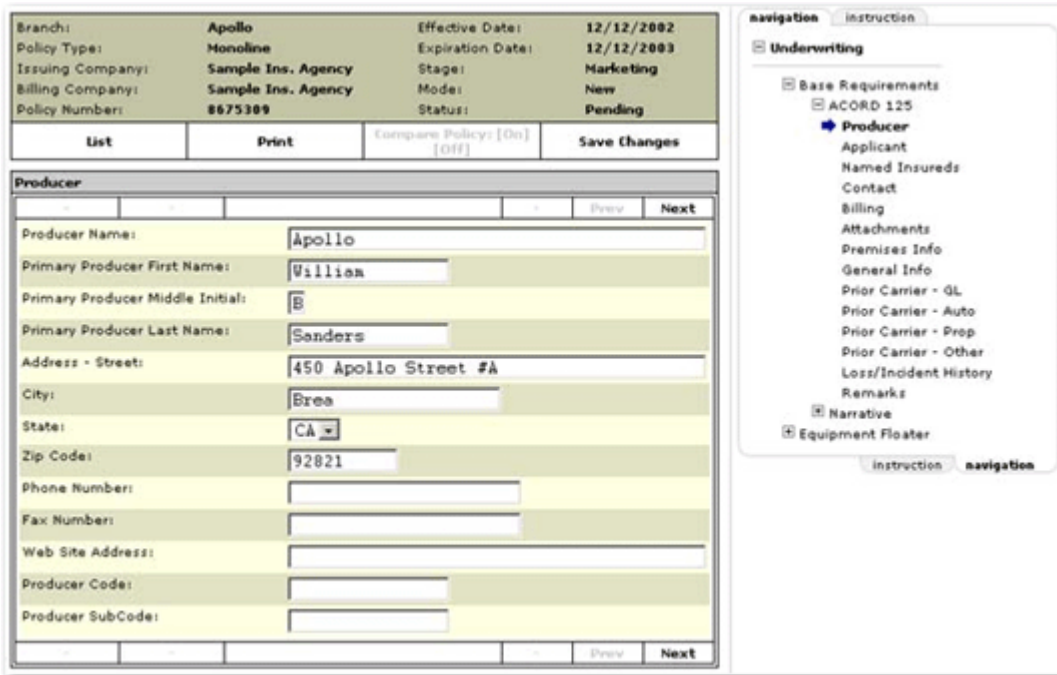 Branch: Apollo Effective Date: 12/12/2002
Policy Type: Monoline Expiration Date: 12/12/2003
Issuing Company: Sample Ins. Agency Stage: Marketing
Billing Company: Sample Ins. Agency Mode: New
Policy Number: 8675309 Status: Pending
List Print Compare Policy: [On] [Off] Save Changes
Producer
- - - Prev Next
Producer Name: Apollo
Primary Producer First Name: William
Primary Producer Middle Initial: B
Primary Producer Last Name: Sanders
Address - Street: 450 Apollo Street #A
City: Brea
State: CA
Zip Code: 92821
Phone Number:
Fax Number:
Web Site Address:
Producer Code:
Producer SubCode:
- - - Prev Next
navigation instruction
Underwriting
Base Requirements
ACORD 125
Producer
Applicant
Named Insureds
Contact
Billing
Attachments
Premises Info
General Info
Prior Carrier - GL
Prior Carrier - Auto
Prior Carrier - Prop
Prior Carrier - Other
Loss/Incident History
Remarks
Narrative
Equipment Floater
instruction navigation